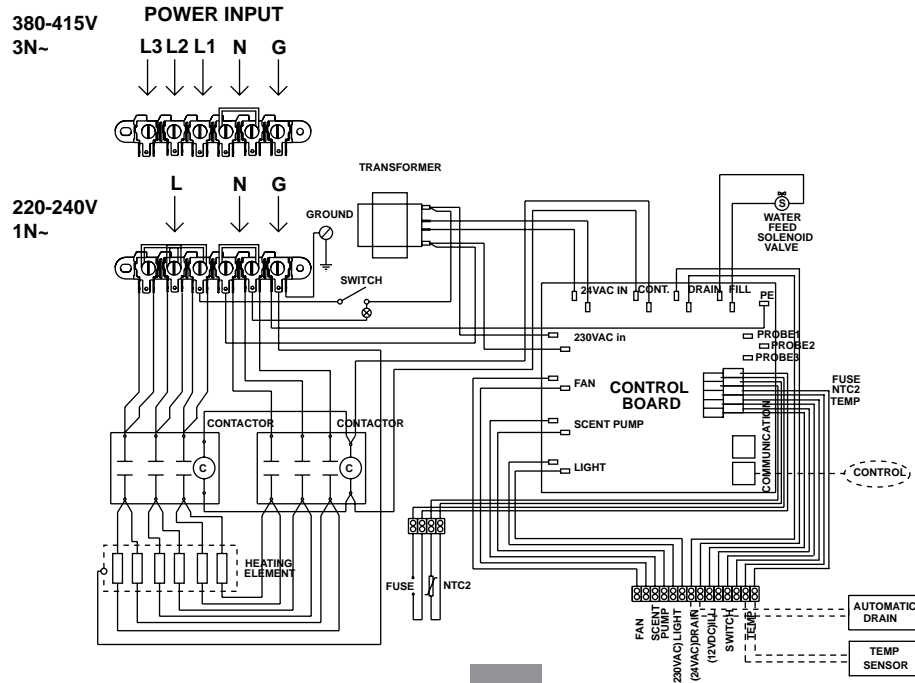 POWER INPUT
380-415V
3N~
L3 L2 L1 N G
TRANSFORMER
L N G
220-240V
1N~
GROUND
SWITCH
S
WATER
FEED
SOLENOID
VALVE
24VAC IN
CONT.
DRAIN
FILL
PE
230VAC in
PROBE1
PROBE2
PROBE3
FAN
CONTROL
BOARD
FUSE
NTC2
TEMP
SCENT PUMP
LIGHT
COMMUNICATION
CONTROL
CONTACTOR
CONTACTOR
C
C
HEATING
ELEMENT
FUSE
NTC2
FAN
SCENT
PUMP
230VAC) LIGHT
(24VAC)DRAIN
(12VDC)ILL
SWITCH
TEMP
AUTOMATIC
DRAIN
TEMP
SENSOR